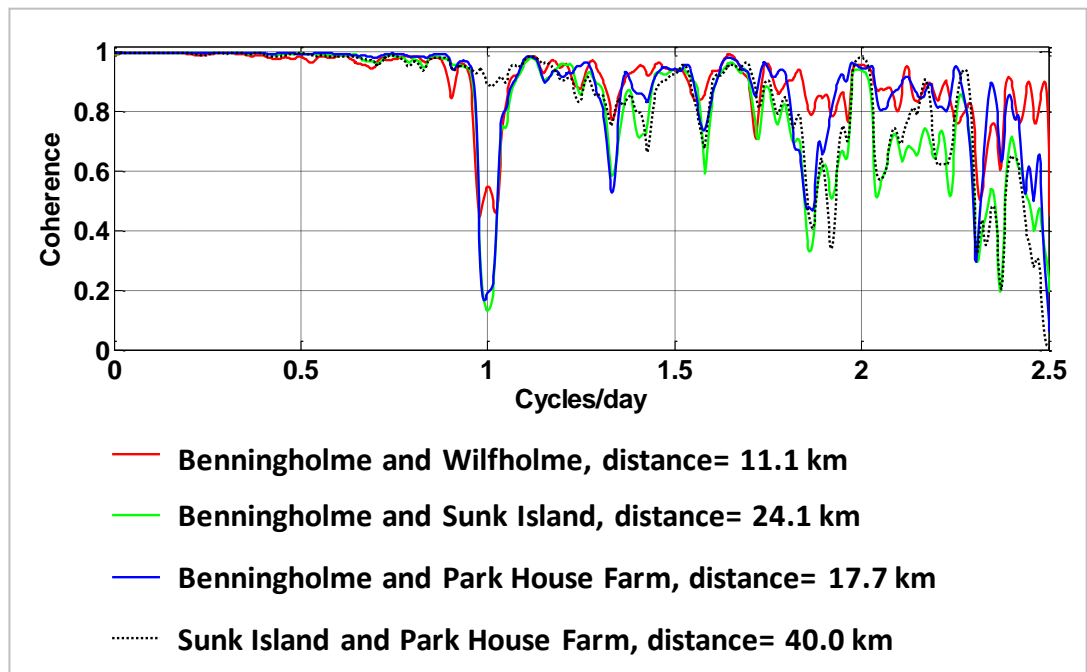 1
0.8
0.6
0.4
0.2
0
Coherence
0 0.5 1 1.5 2 2.5
Cycles/day
Benningholme and Wilfholme, distance= 11.1 km
Benningholme and Sunk Island, distance= 24.1 km
Benningholme and Park House Farm, distance= 17.7 km
Sunk Island and Park House Farm, distance= 40.0 km